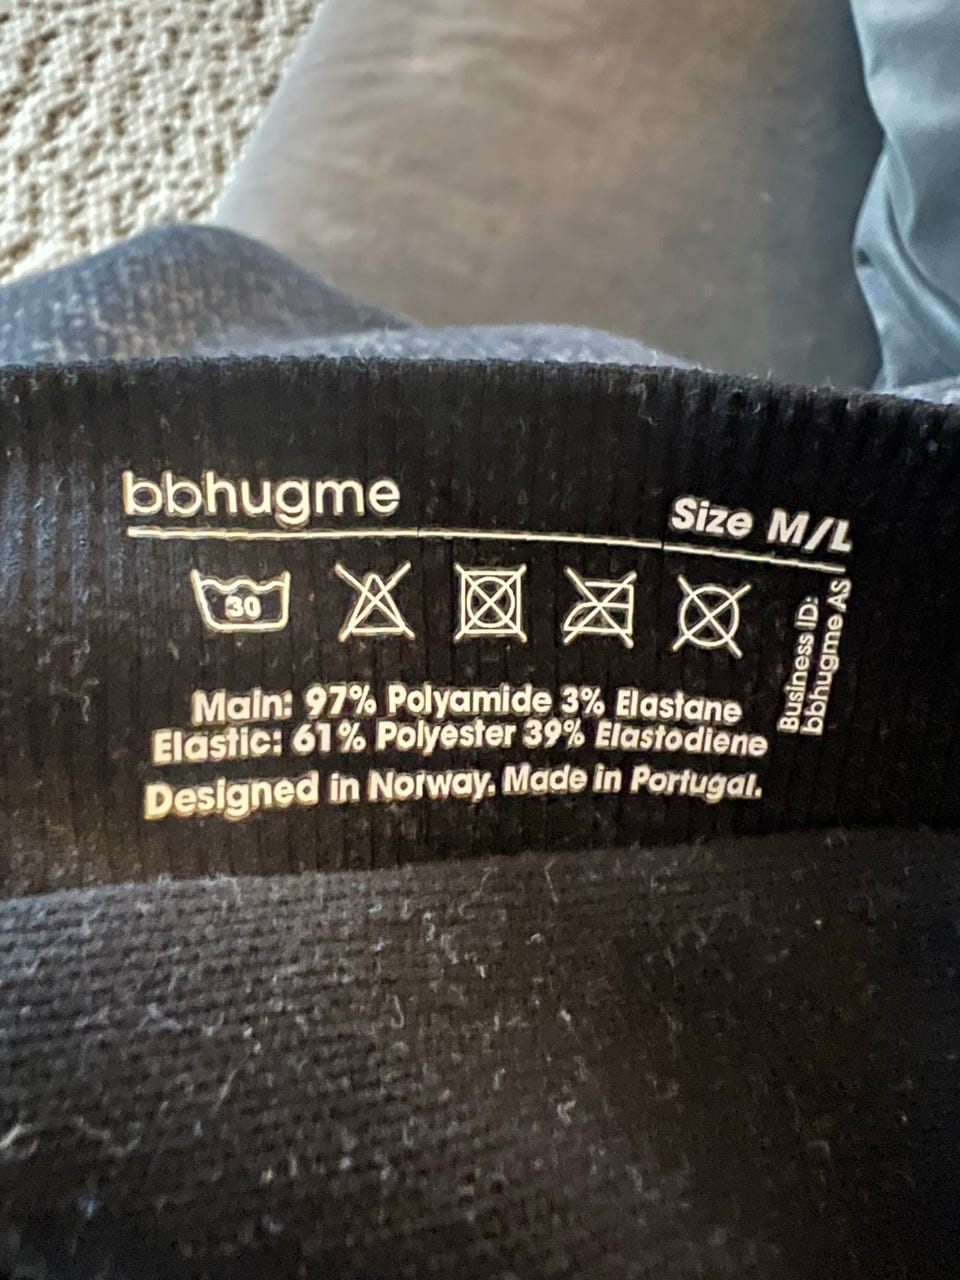 bbhugme
Size M/L
30
Main: 97% Polyamide 3% Elastane
Elastic: 61% Polyester 39% Elastodiene
Designed in Norway. Made in Portugal.
Business ID:
bbhugme AS